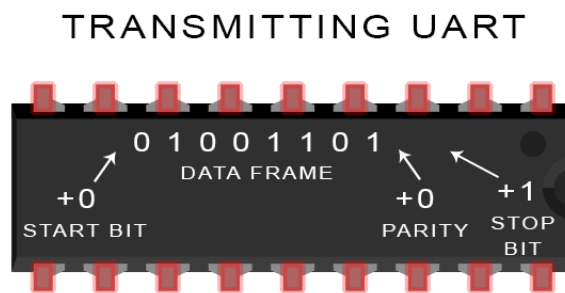 TRANSMITTING UART
0 1 0 0 1 1 0 1
DATA FRAME
+0
START BIT
+0
PARITY
+1
STOP
BIT